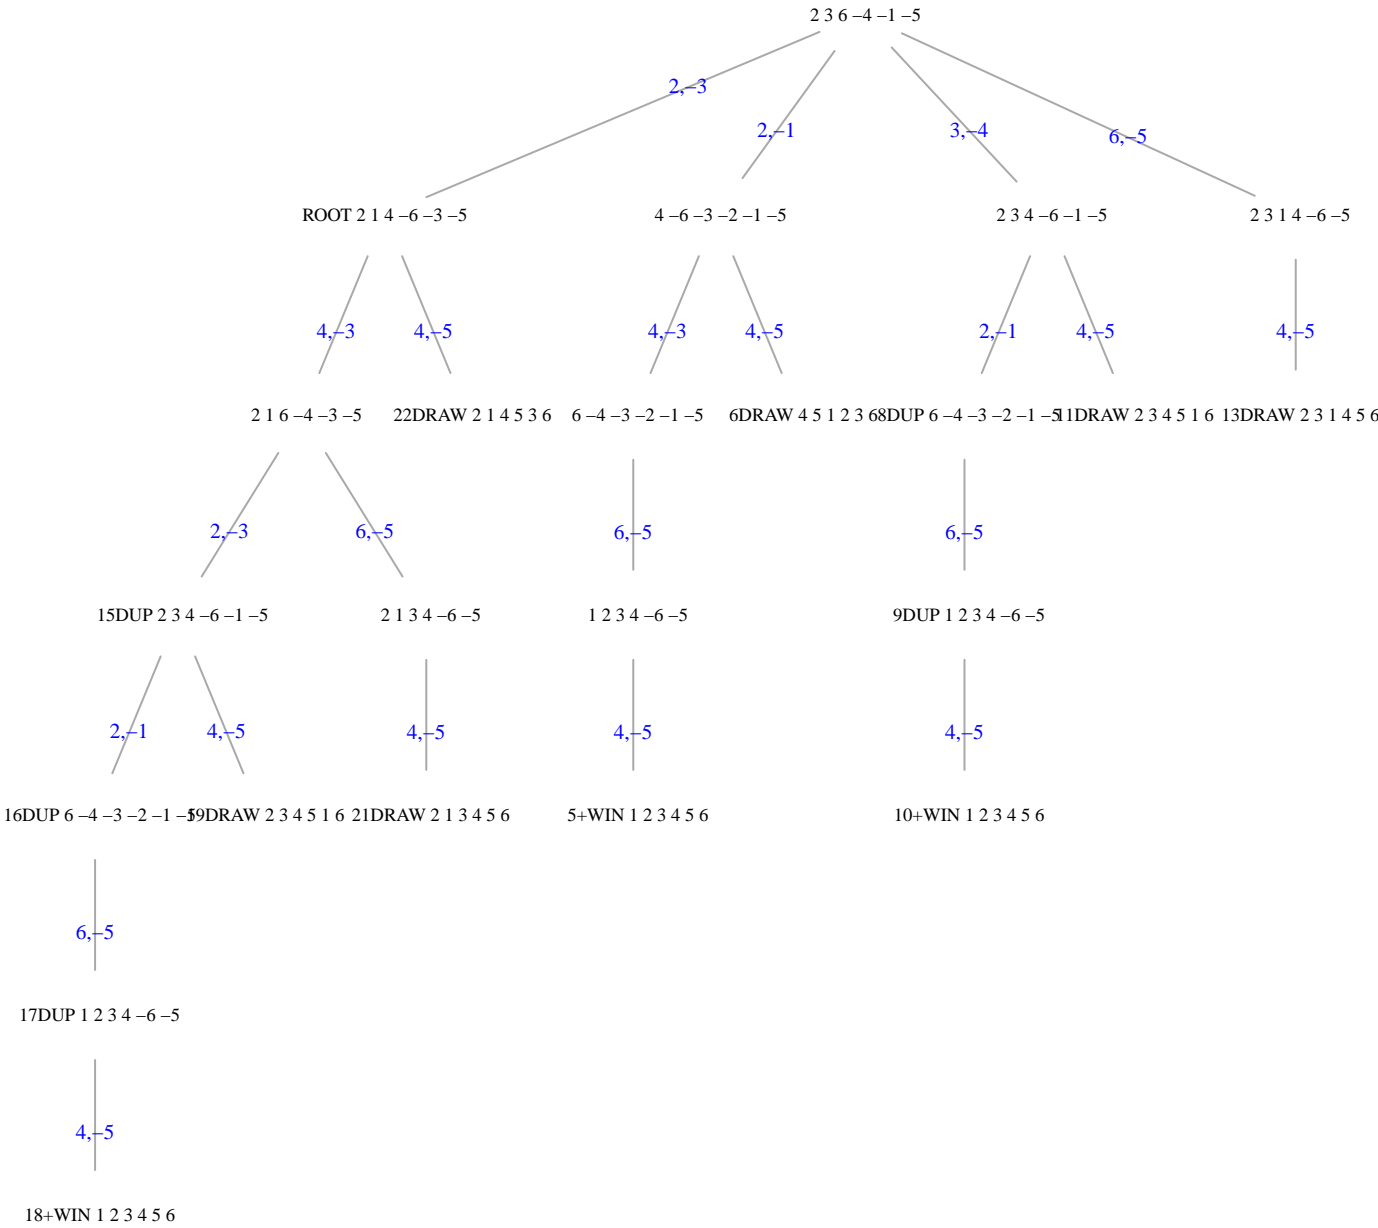 2 3 6 –4 –1 –5
2,–3
2,–1
3,–4
6,–5
ROOT 2 1 4 –6 –3 –5
4 –6 –3 –2 –1 –5
2 3 4 –6 –1 –5
2 3 1 4 –6 –5
4,–3
4,–5
4,–3
4,–5
2,–1
4,–5
4,–5
2 1 6 –4 –3 –5
22DRAW 2 1 4 5 3 6
6 –4 –3 –2 –1 –5
6DRAW 4 5 1 2 3 6
8DUP 6 –4 –3 –2 –1 –5
11DRAW 2 3 4 5 1 6
13DRAW 2 3 1 4 5 6
2,–3
6,–5
6,–5
6,–5
15DUP 2 3 4 –6 –1 –5
2 1 3 4 –6 –5
1 2 3 4 –6 –5
9DUP 1 2 3 4 –6 –5
2,–1
4,–5
4,–5
4,–5
4,–5
16DUP 6 –4 –3 –2 –1 –5
19DRAW 2 3 4 5 1 6
21DRAW 2 1 3 4 5 6
5+WIN 1 2 3 4 5 6
10+WIN 1 2 3 4 5 6
6,–5
17DUP 1 2 3 4 –6 –5
4,–5
18+WIN 1 2 3 4 5 6